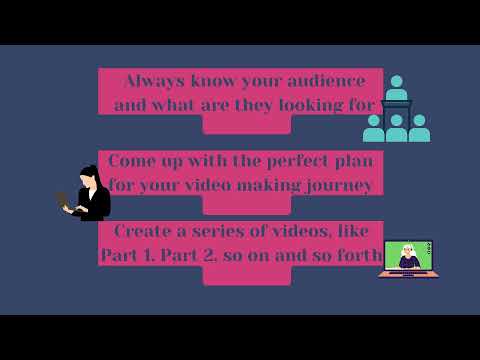 Always know your audience
and what are they looking for
Come up with the perfect plan
for your video making journey
Create a series of videos, like
Part 1, Part 2, so on and so forth